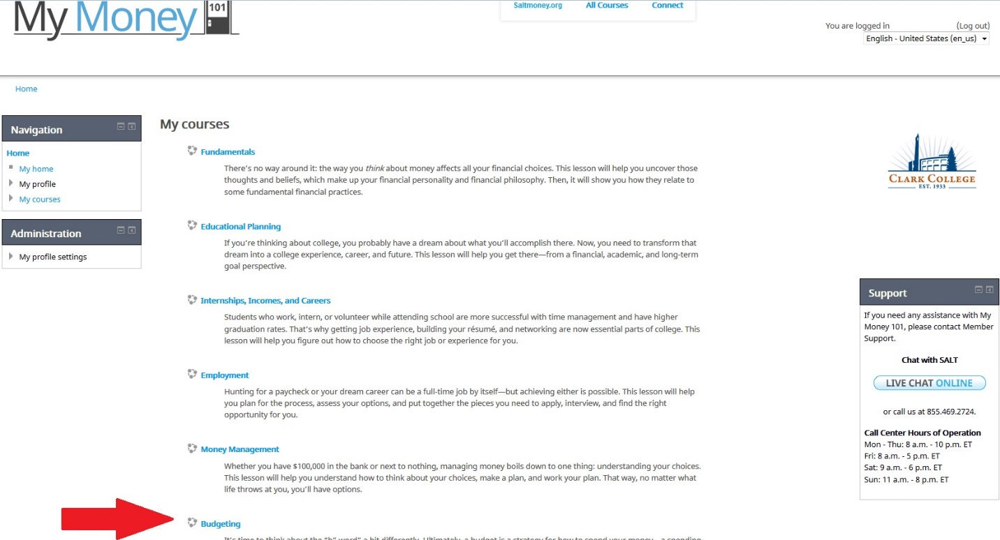 My Money 101
Saltmoney.org All Courses Connect
You are logged in (Log out)
English - United States (en_us)
Home
Navigation
Home
My home
My profile
My courses
Administration
My profile settings
My courses
Fundamentals
There's no way around it: the way you think about money affects all your financial choices. This lesson will help you uncover those
thoughts and beliefs, which make up your financial personality and financial philosophy. Then, it will show you how they relate to
some fundamental financial practices.
Educational Planning
If you're thinking about college, you probably have a dream about what you'll accomplish there. Now, you need to transform that
dream into a college experience, career, and future. This lesson will help you get there—from a financial, academic, and long-term
goal perspective.
Internships, Incomes, and Careers
Students who work, intern, or volunteer while attending school are more successful with time management and have higher
graduation rates. That's why getting job experience, building your résumé, and networking are now essential parts of college. This
lesson will help you figure out how to choose the right job or experience for you.
Employment
Hunting for a paycheck or your dream career can be a full-time job by itself—but achieving either is possible. This lesson will help
you plan for the process, assess your options, and put together the pieces you need to apply, interview, and find the right
opportunity for you.
Money Management
Whether you have $100,000 in the bank or next to nothing, managing money boils down to one thing: understanding your choices.
This lesson will help you understand how to think about your choices, make a plan, and work your plan. That way, no matter what
life throws at you, you'll have options.
Budgeting
It's time to think about the "b" word" a bit differently. Ultimately, a budget is a strategy for how to spend your money—a spending
CLARK COLLEGE
EST. 1933
Support
If you need any assistance with My
Money 101, please contact Member
Support.
Chat with SALT
LIVE CHAT ONLINE
or call us at 855.469.2724.
Call Center Hours of Operation
Mon - Thu: 8 a.m. - 10 p.m. ET
Fri: 8 a.m. - 5 p.m. ET
Sat: 9 a.m. - 6 p.m. ET
Sun: 11 a.m. - 8 p.m. ET